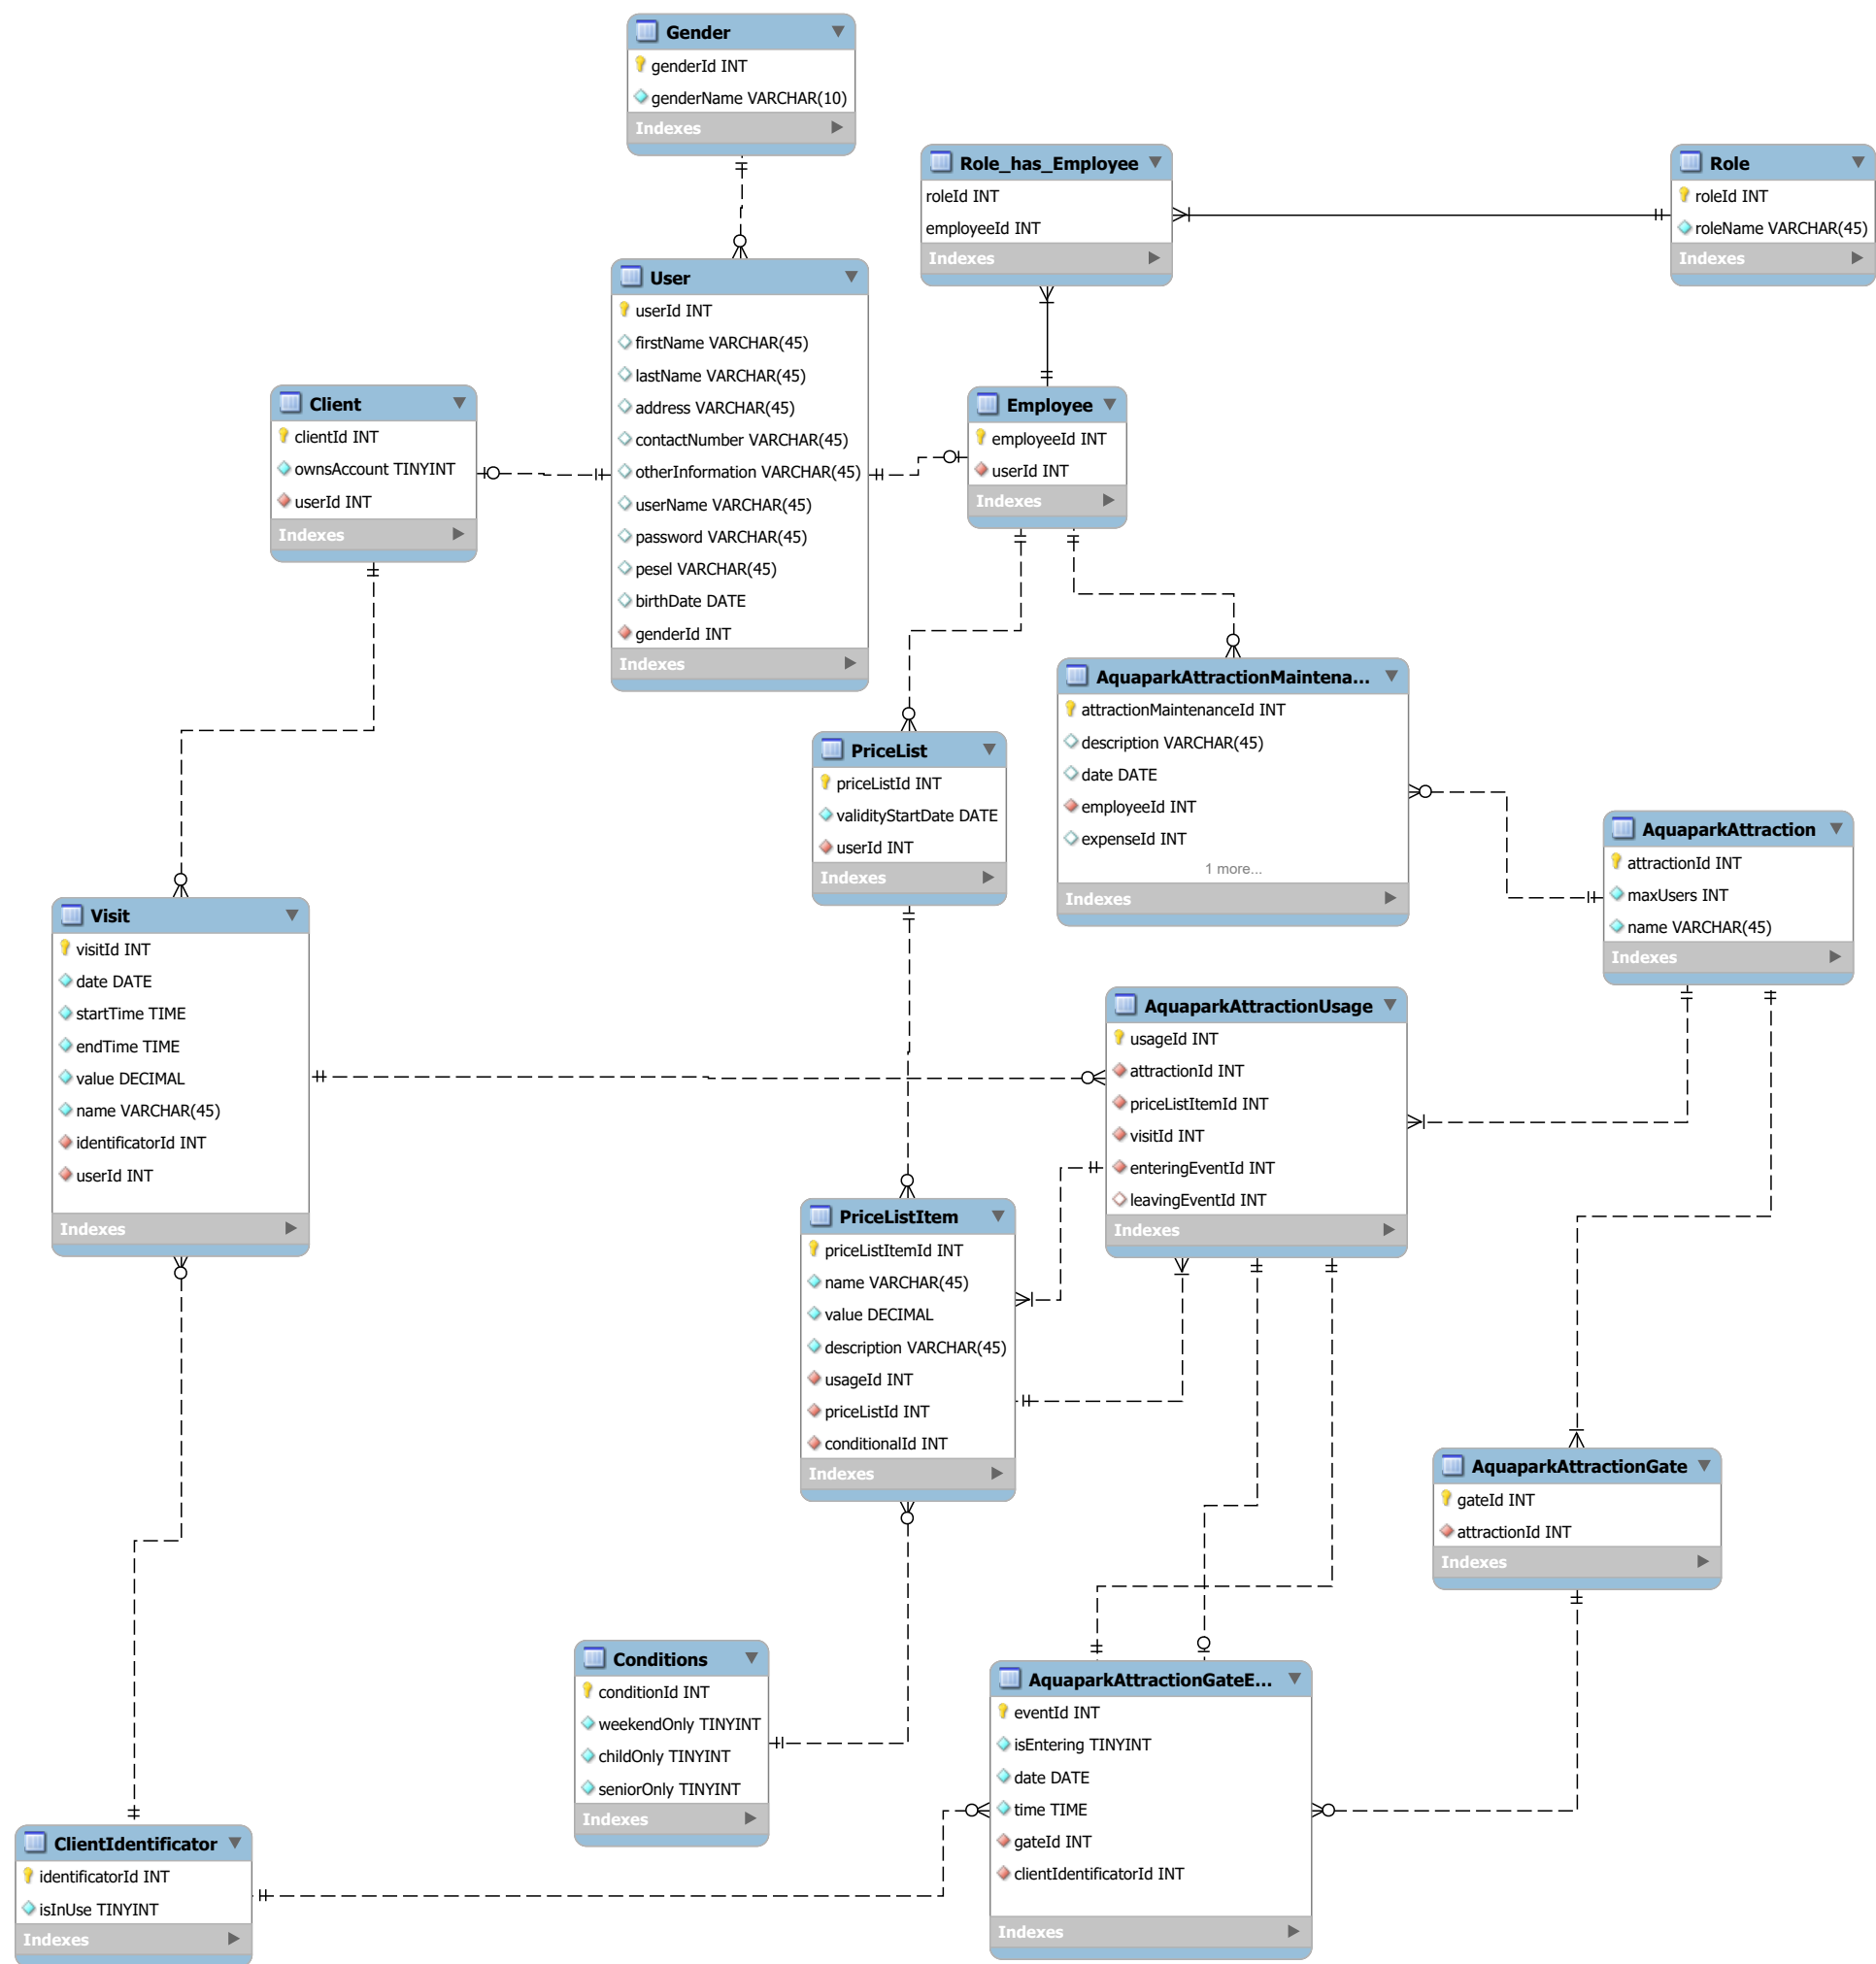 Gender
genderId INT
genderName VARCHAR(10)
Indexes
Role_has_Employee
roleId INT
employeeId INT
Indexes
Role
roleId INT
roleName VARCHAR(45)
Indexes
User
userId INT
firstName VARCHAR(45)
lastName VARCHAR(45)
address VARCHAR(45)
contactNumber VARCHAR(45)
otherInformation VARCHAR(45)
userName VARCHAR(45)
password VARCHAR(45)
pesel VARCHAR(45)
birthDate DATE
genderId INT
Indexes
Client
clientId INT
ownsAccount TINYINT
userId INT
Indexes
Employee
employeeId INT
userId INT
Indexes
AquaparkAttractionMaintena...
attractionMaintenanceId INT
description VARCHAR(45)
date DATE
employeeId INT
expenseId INT
1 more...
Indexes
PriceList
priceListId INT
validityStartDate DATE
userId INT
Indexes
AquaparkAttraction
attractionId INT
maxUsers INT
name VARCHAR(45)
Indexes
Visit
visitId INT
date DATE
startTime TIME
endTime TIME
value DECIMAL
name VARCHAR(45)
identificatorId INT
userId INT
Indexes
AquaparkAttractionUsage
usageId INT
attractionId INT
priceListItemId INT
visitId INT
enteringEventId INT
leavingEventId INT
Indexes
PriceListItem
priceListItemId INT
name VARCHAR(45)
value DECIMAL
description VARCHAR(45)
usageId INT
priceListId INT
conditionalId INT
Indexes
AquaparkAttractionGate
gateId INT
attractionId INT
Indexes
Conditions
conditionId INT
weekendOnly TINYINT
childOnly TINYINT
seniorOnly TINYINT
Indexes
AquaparkAttractionGateE...
eventId INT
isEntering TINYINT
date DATE
time TIME
gateId INT
clientIdentificatorId INT
Indexes
ClientIdentificator
identificatorId INT
isInUse TINYINT
Indexes